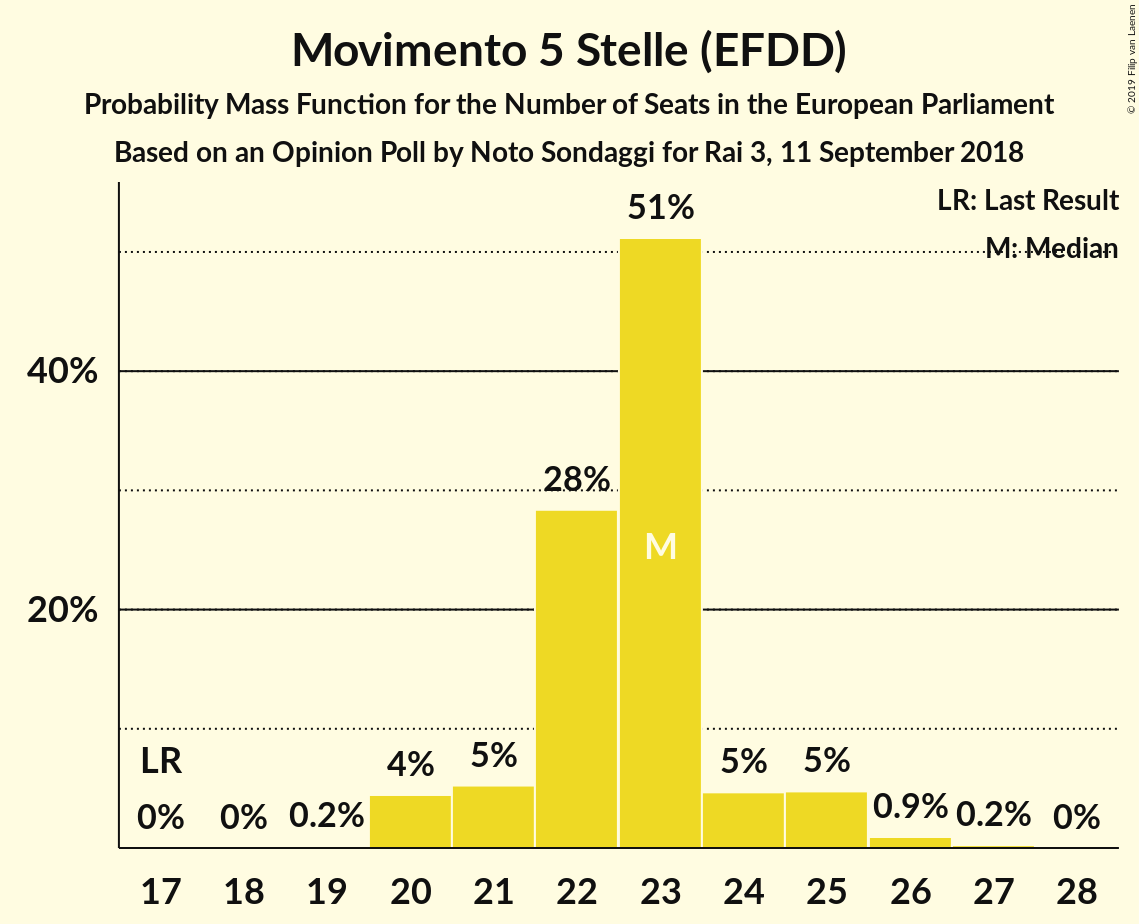 Movimento 5 Stelle (EFDD)
Probability Mass Function for the Number of Seats in the European Parliament
Based on an Opinion Poll by Noto Sondaggi for Rai 3, 11 September 2018
© 2019 Filip van Laenen
LR: Last Result
M: Median
51%
40%
28%
M
20%
LR
0% 0% 0.2% 4% 5% 5% 5% 0.9% 0.2% 0%
17 18 19 20 21 22 23 24 25 26 27 28